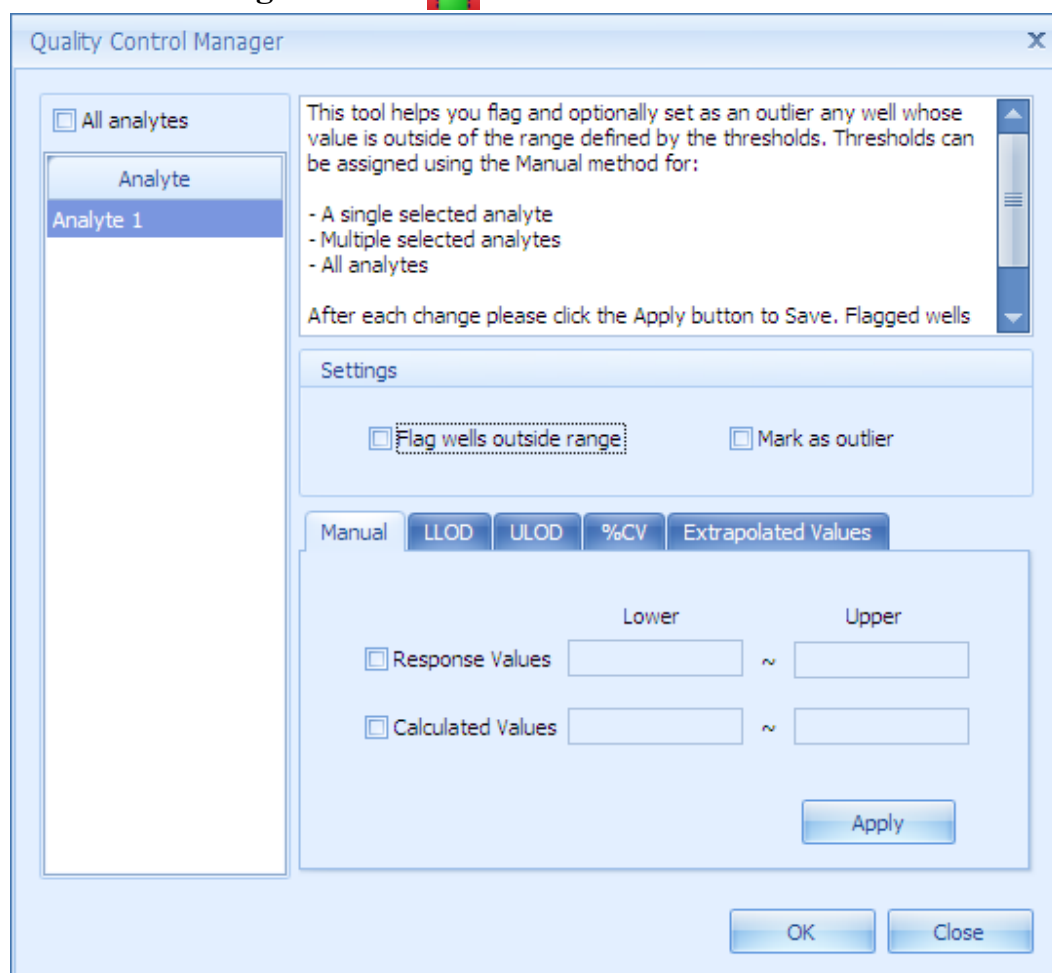 Quality Control Manager
All analytes
Analyte
Analyte 1
This tool helps you flag and optionally set as an outlier any well whose
value is outside of the range defined by the thresholds. Thresholds can
be assigned using the Manual method for:
- A single selected analyte
- Multiple selected analytes
- All analytes
After each change please click the Apply button to Save. Flagged wells
Settings
Flag wells outside range Mark as outlier
Manual LLOD ULOD %CV Extrapolated Values
Lower Upper
Response Values ~
Calculated Values ~
Apply
OK Close